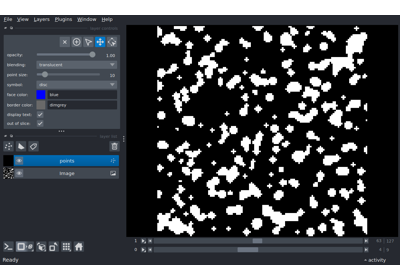 File View Layers Plugins Window Help
opacity: 1.00
blending: translucent
point size: 10
symbol: disc
face color: blue
border color: dimgrey
display text:
out of slice:
points
Image
1
0
Ready
activity